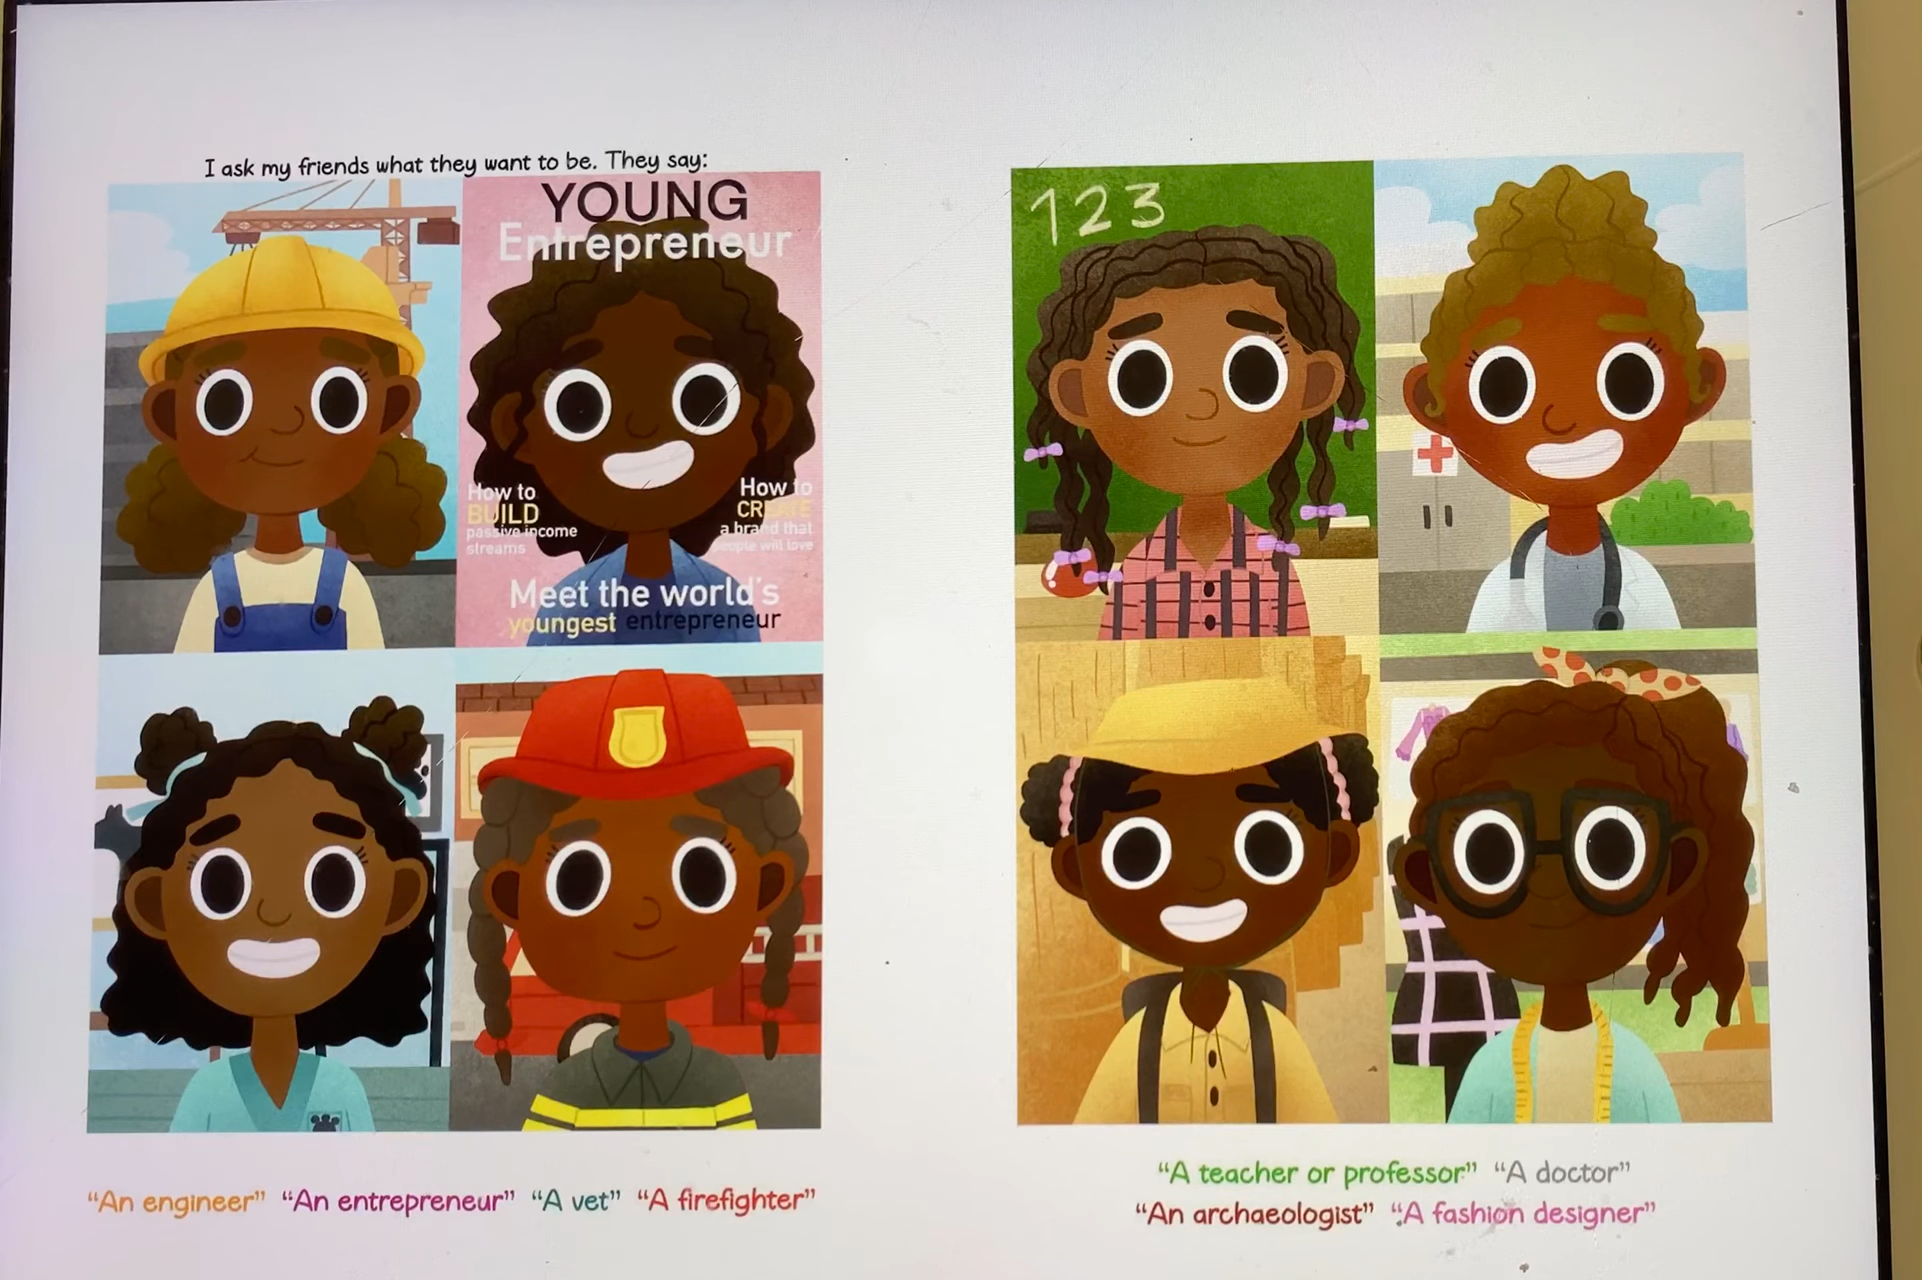 I ask my friends what they want to be. They say:
YOUNG
Entrepreneur
How to
BUILD
passive income
streams
How to
CREATE
a brand that
people will love
Meet the world's
youngest entrepreneur
"An engineer" "An entrepreneur" "A vet" "A firefighter"
123
"A teacher or professor" "A doctor"
"An archaeologist" "A fashion designer"